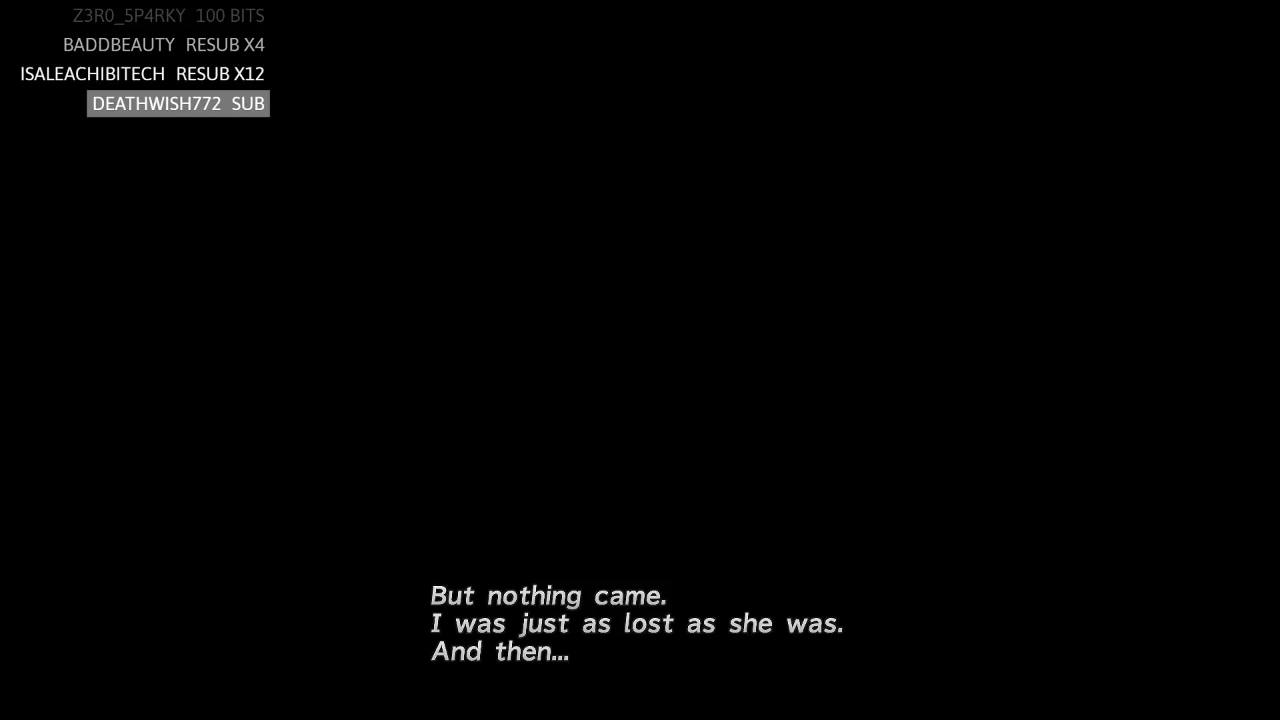 Z3R0_5P4RKY 100 BITS
BADDBEAUTY RESUB X4
ISALEACHIBITECH RESUB X12
DEATHWISH772 SUB
But nothing came.
I was just as lost as she was.
And then...